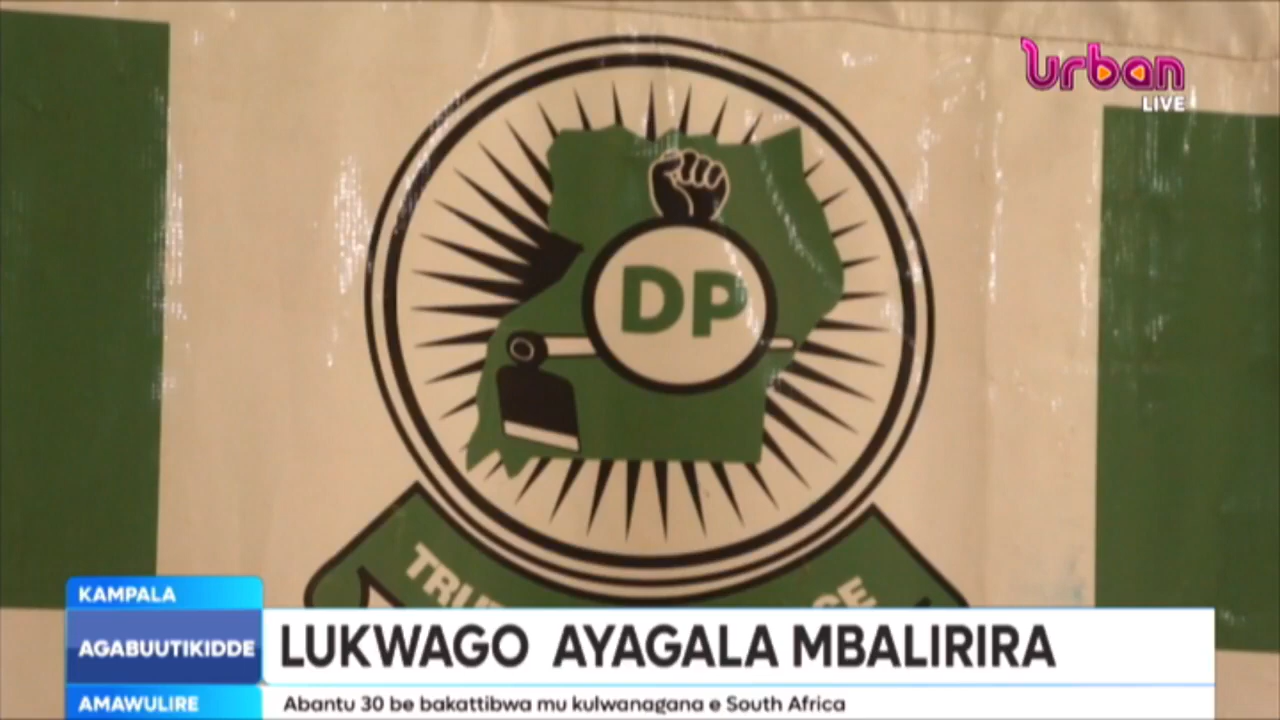 Urban
LIVE
DP
KAMPALA
AGABUUTIKIDDE
LUKWAGO AYAGALA MBALIRIRA
AMAWULIRE
Abantu 30 be bakattibwa mu kulwanagana e South Africa